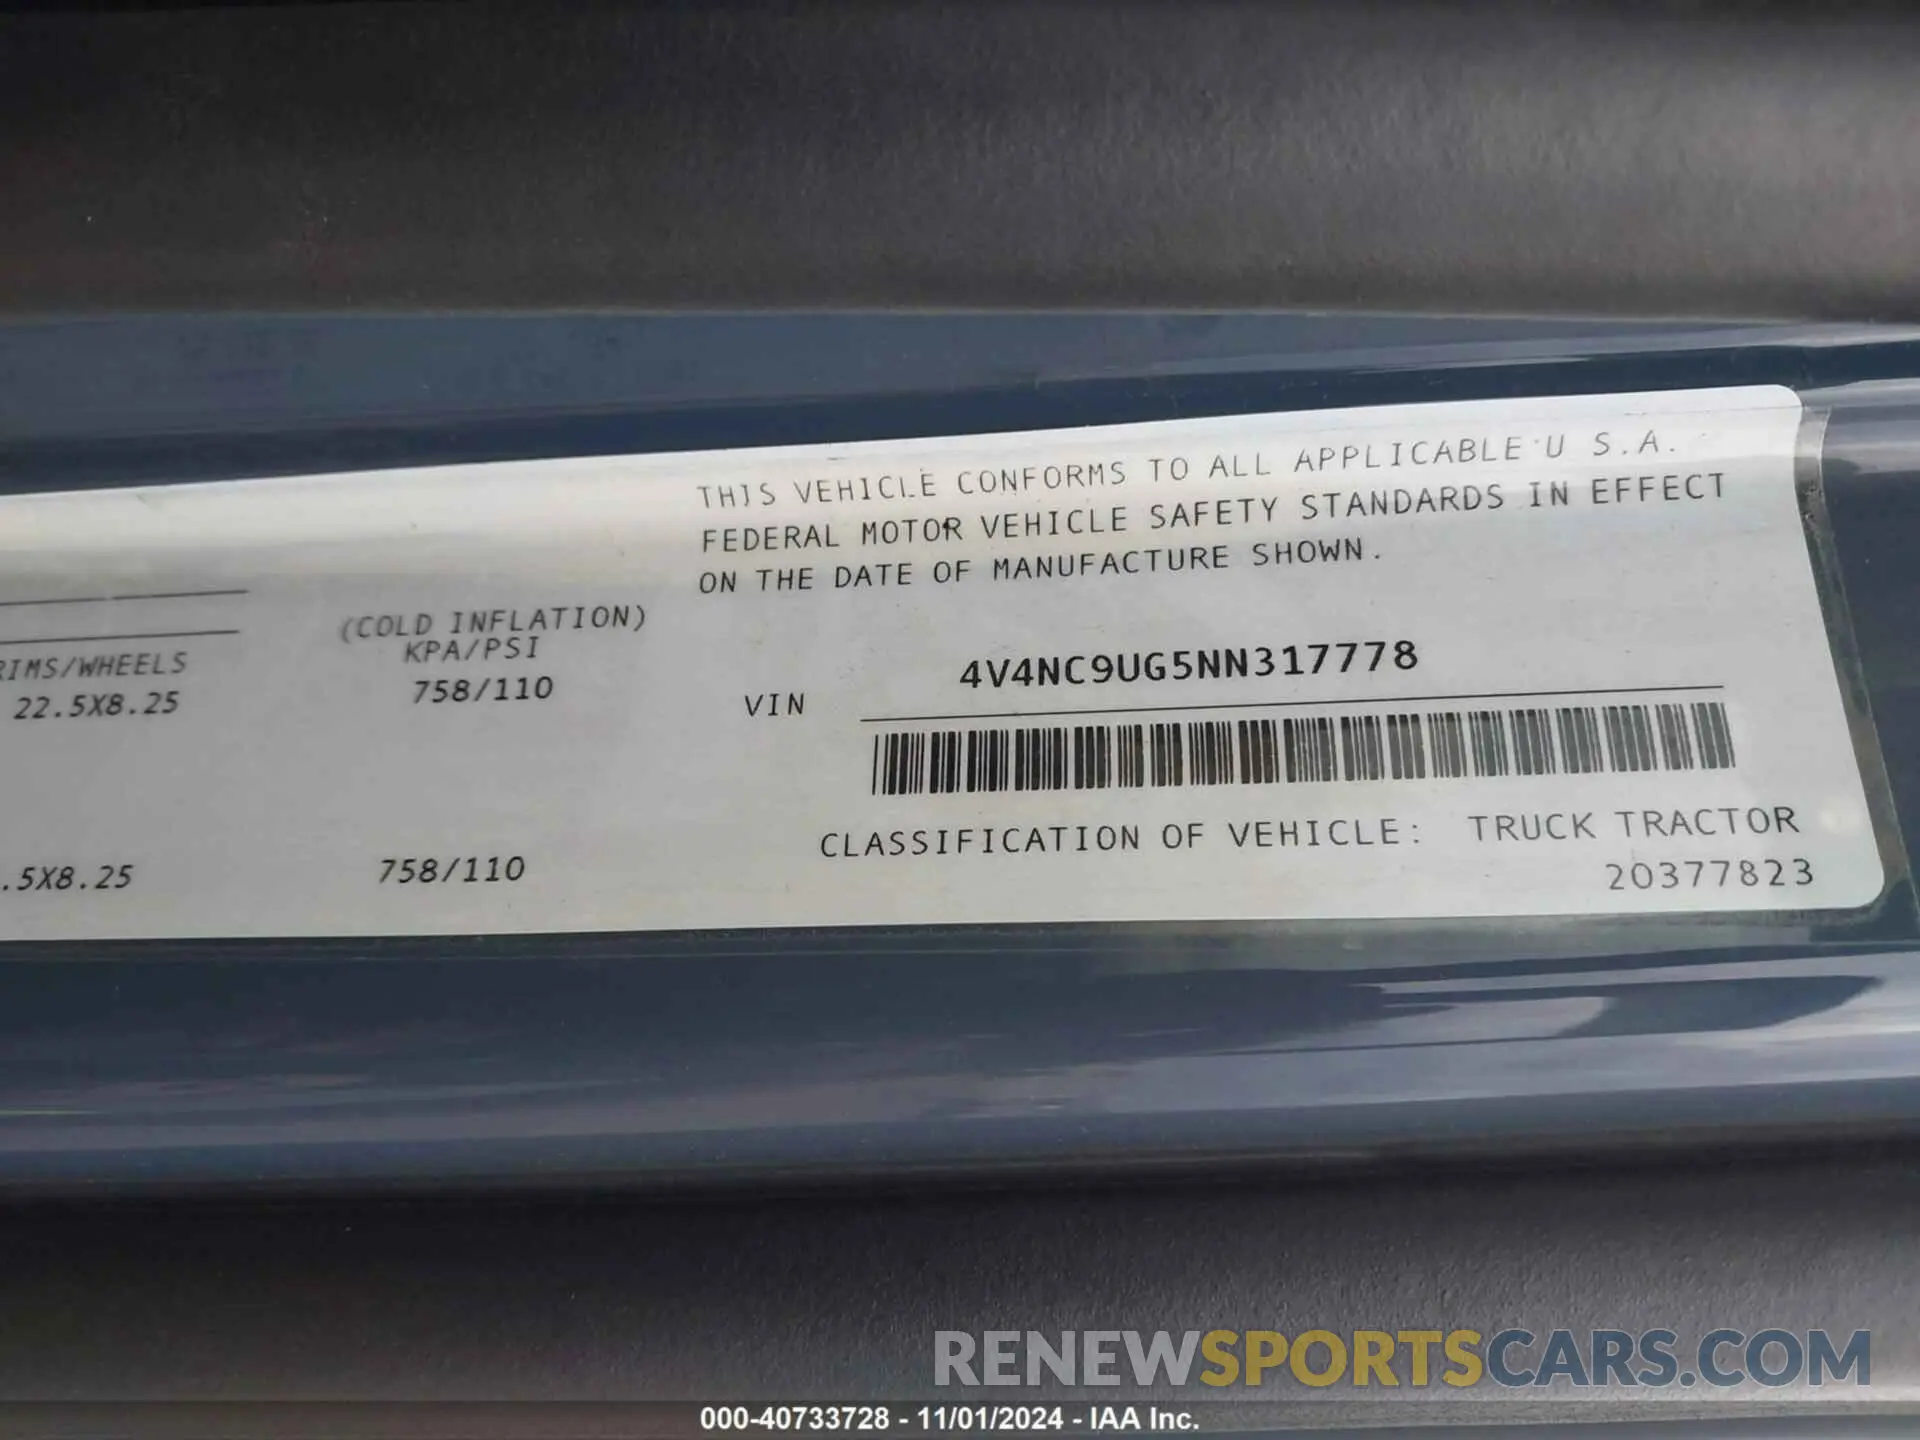 THIS VEHICLE CONFORMS TO ALL APPLICABLE U S.A.
FEDERAL MOTOR VEHICLE SAFETY STANDARDS IN EFFECT
ON THE DATE OF MANUFACTURE SHOWN.
(COLD INFLATION)
RIMS/WHEELS KPA/PSI
22.5X8.25 758/110
VIN 4V4NC9UG5NN317778
.5X8.25 758/110
CLASSIFICATION OF VEHICLE: TRUCK TRACTOR
20377823
RENEWSPORTSCARS.COM
000-40733728 - 11/01/2024 - IAA Inc.